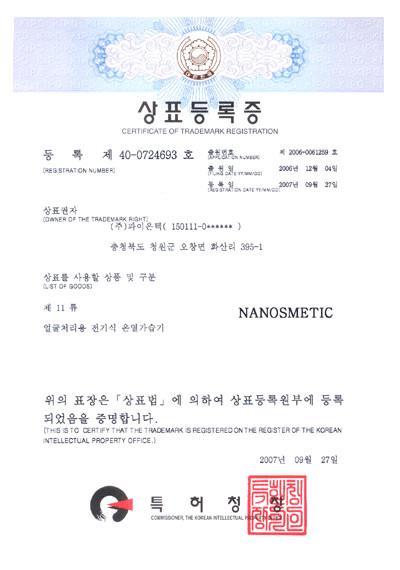 상표등록증
CERTIFICATE OF TRADEMARK REGISTRATION
등 록 제 40-0724693 호
(REGISTRATION NUMBER)
출원번호 제 2006-0061259 호
(APPLICATION NUMBER)
출 원 일 2006년 12월 04일
(FILING DATE:YY/MM/DD)
등 록 일 2007년 09월 27일
(REGISTRATION DATE:YY/MM/DD)
상표권자
(OWNER OF THE TRADEMARK RIGHT)
(주)파이온텍( 150111-0****** )
충청북도 청원군 오창면 화산리 395-1
상표를 사용할 상품 및 구분
(LIST OF GOODS)
제 11 류
NANOSMETIC
얼굴처리용 전기식 온열가습기
위의 표장은 「상표법」에 의하여 상표등록원부에 등록
되었음을 증명합니다.
(THIS IS TO CERTIFY THAT THE TRADEMARK IS REGISTERED ON THE REGISTER OF THE KOREAN
INTELLECTUAL PROPERTY OFFICE.)
2007년 09월 27일
특 허 청 장
COMMISSIONER, THE KOREAN INTELLECTUAL PROPERTY OFFICE